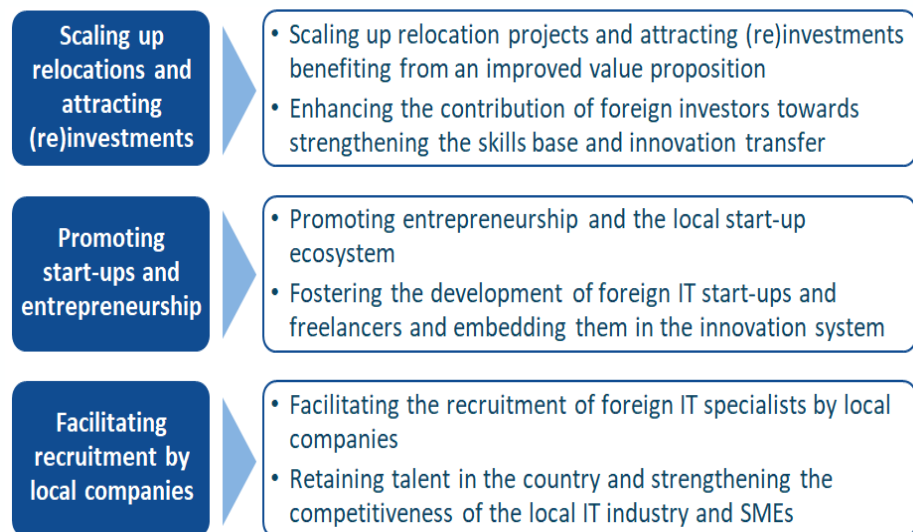 Scaling up
relocations and
attracting
(re)investments
• Scaling up relocation projects and attracting (re)investments
benefiting from an improved value proposition
• Enhancing the contribution of foreign investors towards
strengthening the skills base and innovation transfer
Promoting
start-ups and
entrepreneurship
• Promoting entrepreneurship and the local start-up
ecosystem
• Fostering the development of foreign IT start-ups and
freelancers and embedding them in the innovation system
Facilitating
recruitment by
local companies
• Facilitating the recruitment of foreign IT specialists by local
companies
• Retaining talent in the country and strengthening the
competitiveness of the local IT industry and SMEs